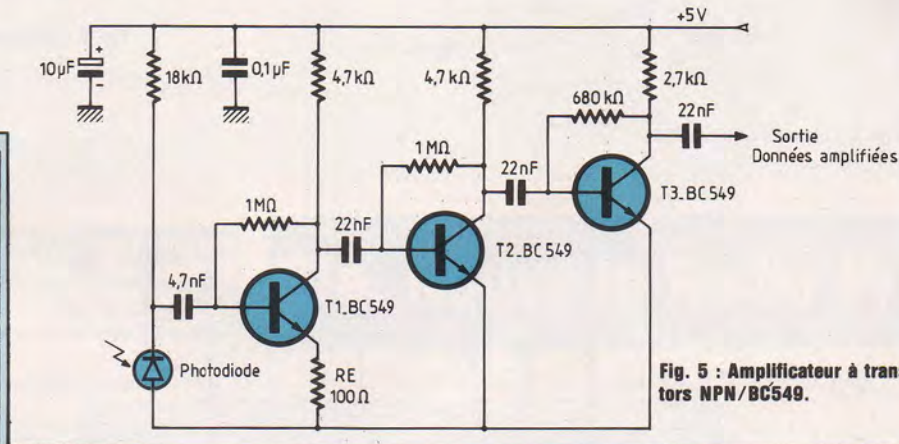 +5V
10µF
+
-
18kΩ
0,1µF
4,7kΩ
4,7kΩ
2,7kΩ
680kΩ
22nF
Sortie
Données amplifiées
1MΩ
22nF
T3_BC549
1MΩ
22nF
T2_BC549
4,7nF
T1_BC549
Photodiode
RE
100Ω
Fig. 5 : Amplificateur à tran
tors NPN/BC549.